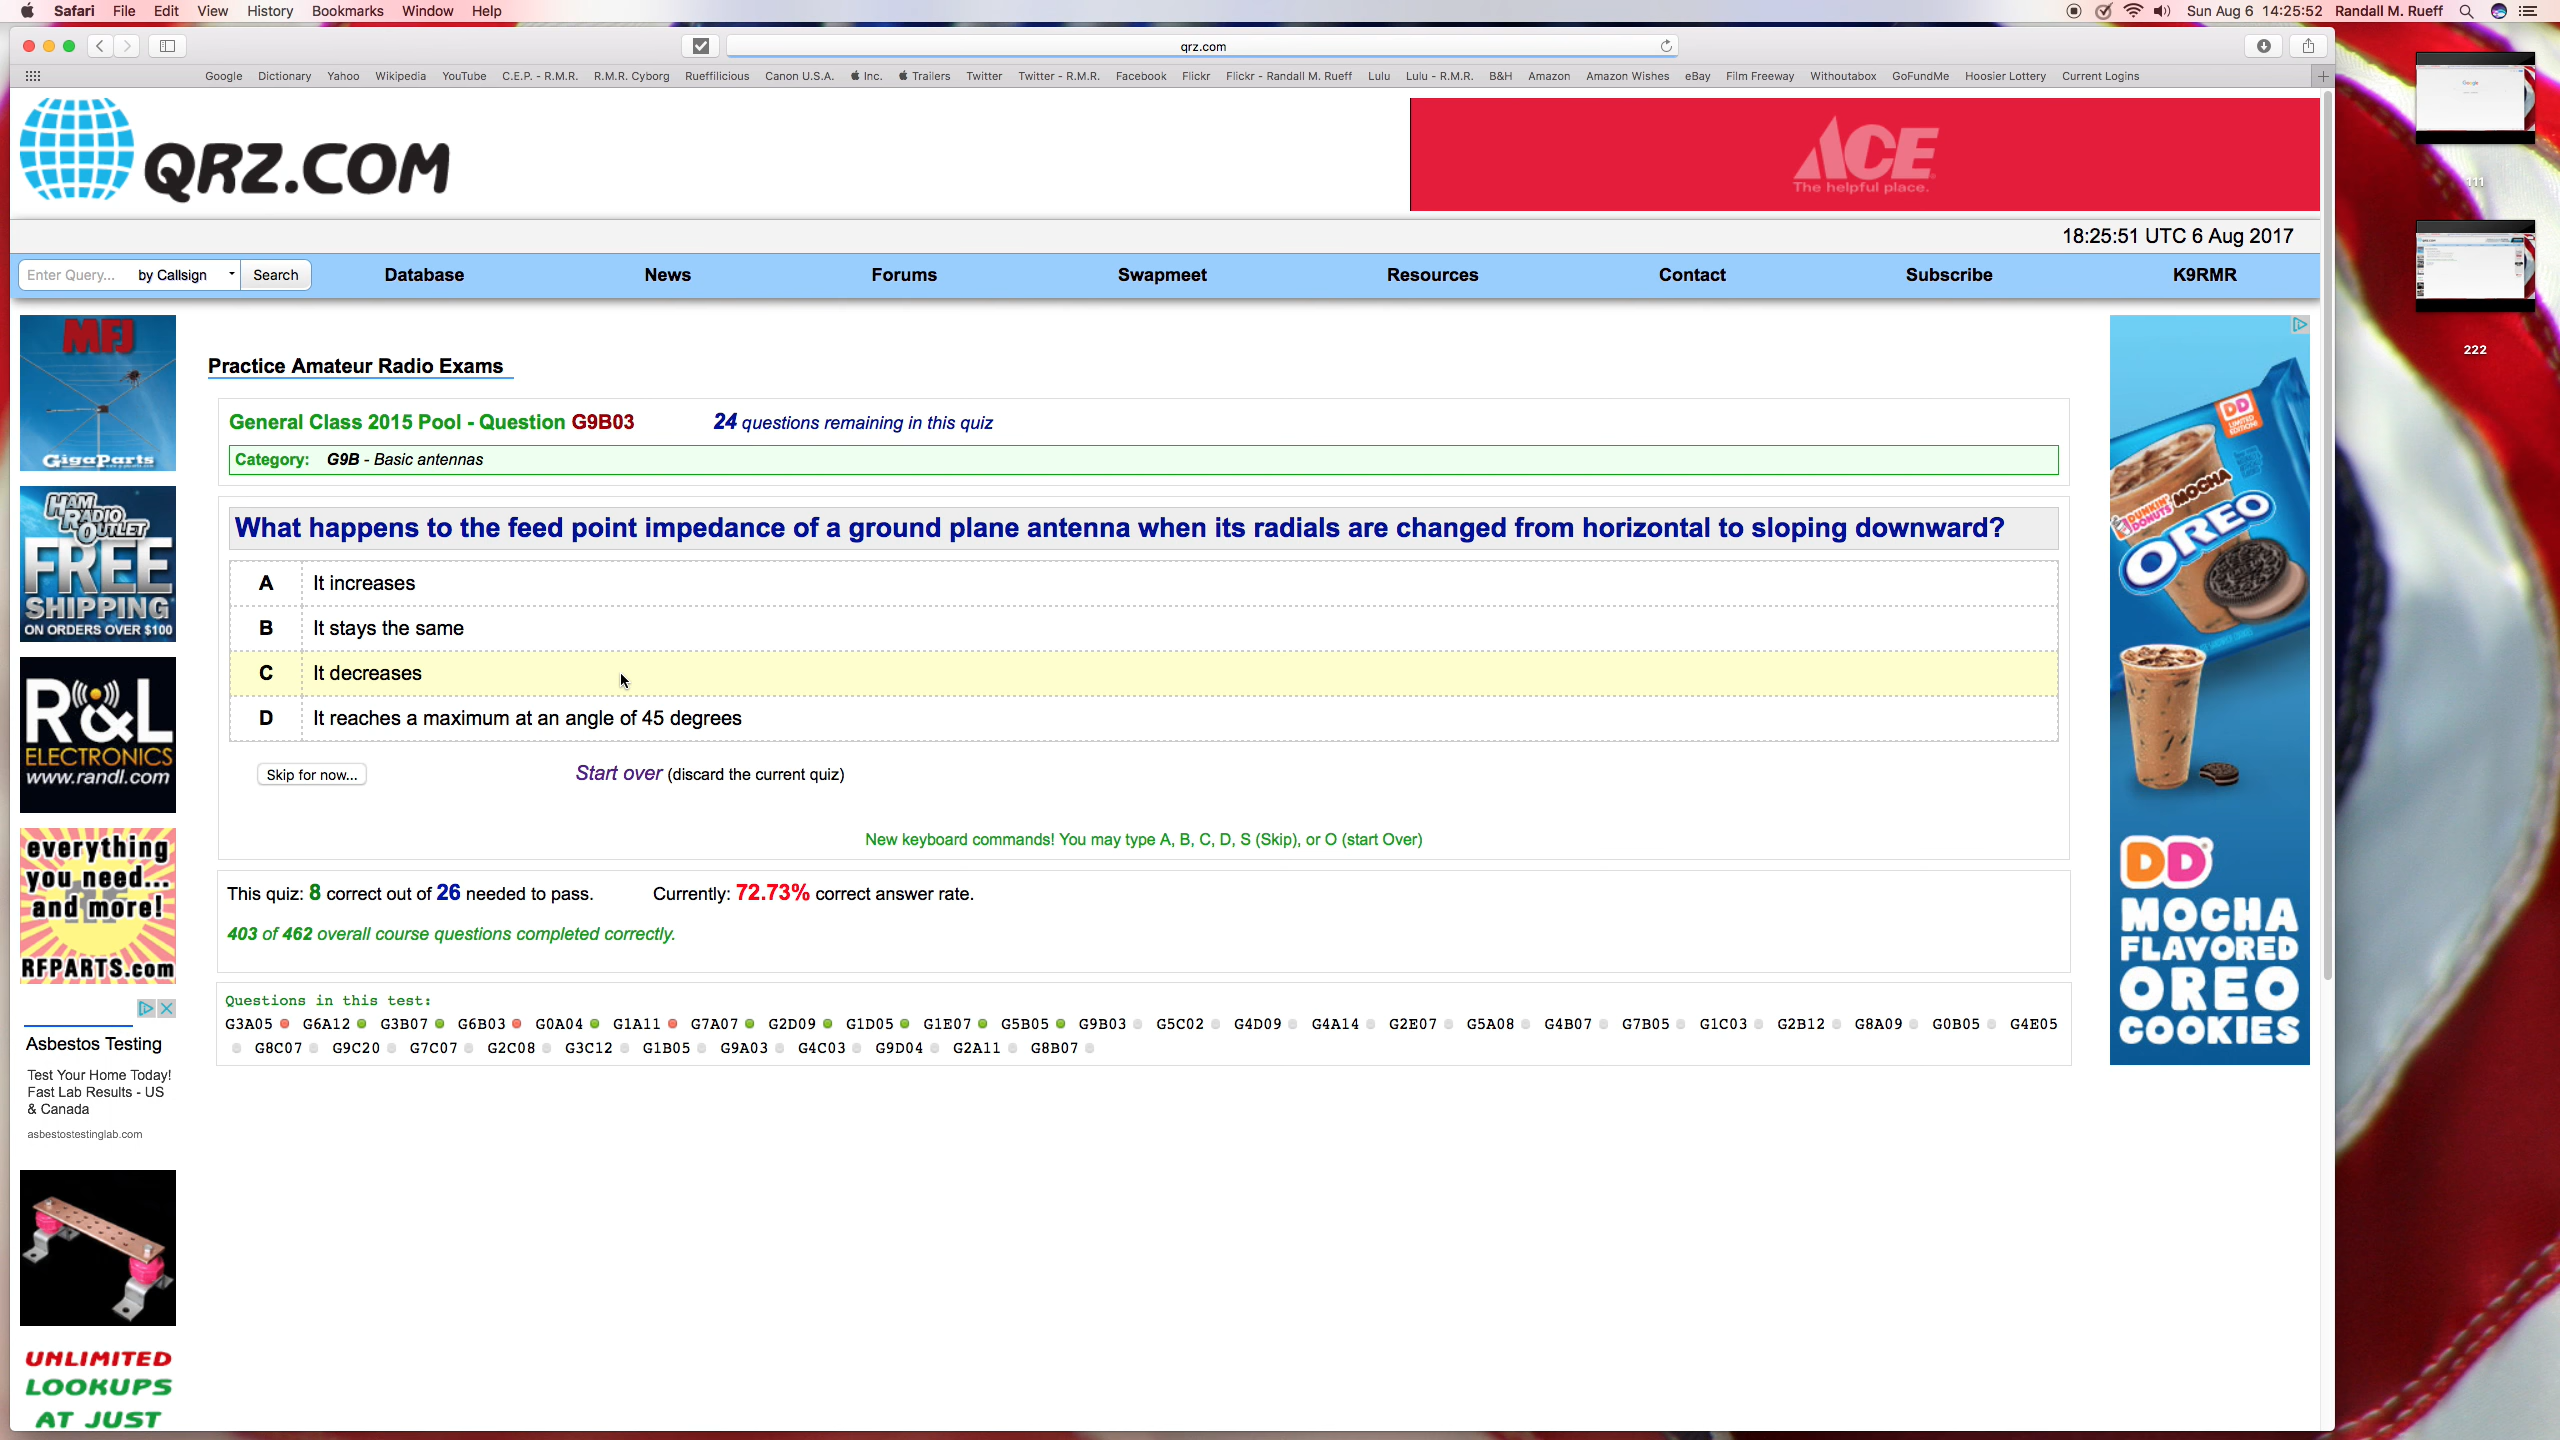 Safari File Edit View History Bookmarks Window Help
Sun Aug 6 14:25:52 Randall M. Rueff
qrz.com
Google Dictionary Yahoo Wikipedia YouTube C.E.P. - R.M.R. R.M.R. Cyborg Rueffilicious Canon U.S.A. Inc. Trailers Twitter Twitter - R.M.R. Facebook Flickr Flickr - Randall M. Rueff Lulu Lulu - R.M.R. B&H Amazon Amazon Wishes eBay Film Freeway Withoutabox GoFundMe Hoosier Lottery Current Logins
QRZ.COM
ACE
The helpful place.
18:25:51 UTC 6 Aug 2017
Enter Query... by Callsign Search Database News Forums Swapmeet Resources Contact Subscribe K9RMR
MFJ
GigaParts
HAM RADIO OUTLET
FREE
SHIPPING
ON ORDERS OVER $100
R&L
ELECTRONICS
www.randl.com
everything
you need...
and more!
RFPARTS.com
Asbestos Testing
Test Your Home Today!
Fast Lab Results - US
& Canada
asbestostestinglab.com
UNLIMITED
LOOKUPS
AT JUST
Practice Amateur Radio Exams
General Class 2015 Pool - Question G9B03 24 questions remaining in this quiz
Category: G9B - Basic antennas
What happens to the feed point impedance of a ground plane antenna when its radials are changed from horizontal to sloping downward?
A It increases
B It stays the same
C It decreases
D It reaches a maximum at an angle of 45 degrees
Skip for now... Start over (discard the current quiz)
New keyboard commands! You may type A, B, C, D, S (Skip), or O (start Over)
This quiz: 8 correct out of 26 needed to pass. Currently: 72.73% correct answer rate.
403 of 462 overall course questions completed correctly.
Questions in this test:
G3A05 G6A12 G3B07 G6B03 G0A04 G1A11 G7A07 G2D09 G1D05 G1E07 G5B05 G9B03 G5C02 G4D09 G4A14 G2E07 G5A08 G4B07 G7B05 G1C03 G2B12 G8A09 G0B05 G4E05
G8C07 G9C20 G7C07 G2C08 G3C12 G1B05 G9A03 G4C03 G9D04 G2A11 G8B07
DD
LIMITED
EDITION!
DUNKIN' DONUTS MOCHA
OREO
DD
MOCHA
FLAVORED
OREO
COOKIES
111
222